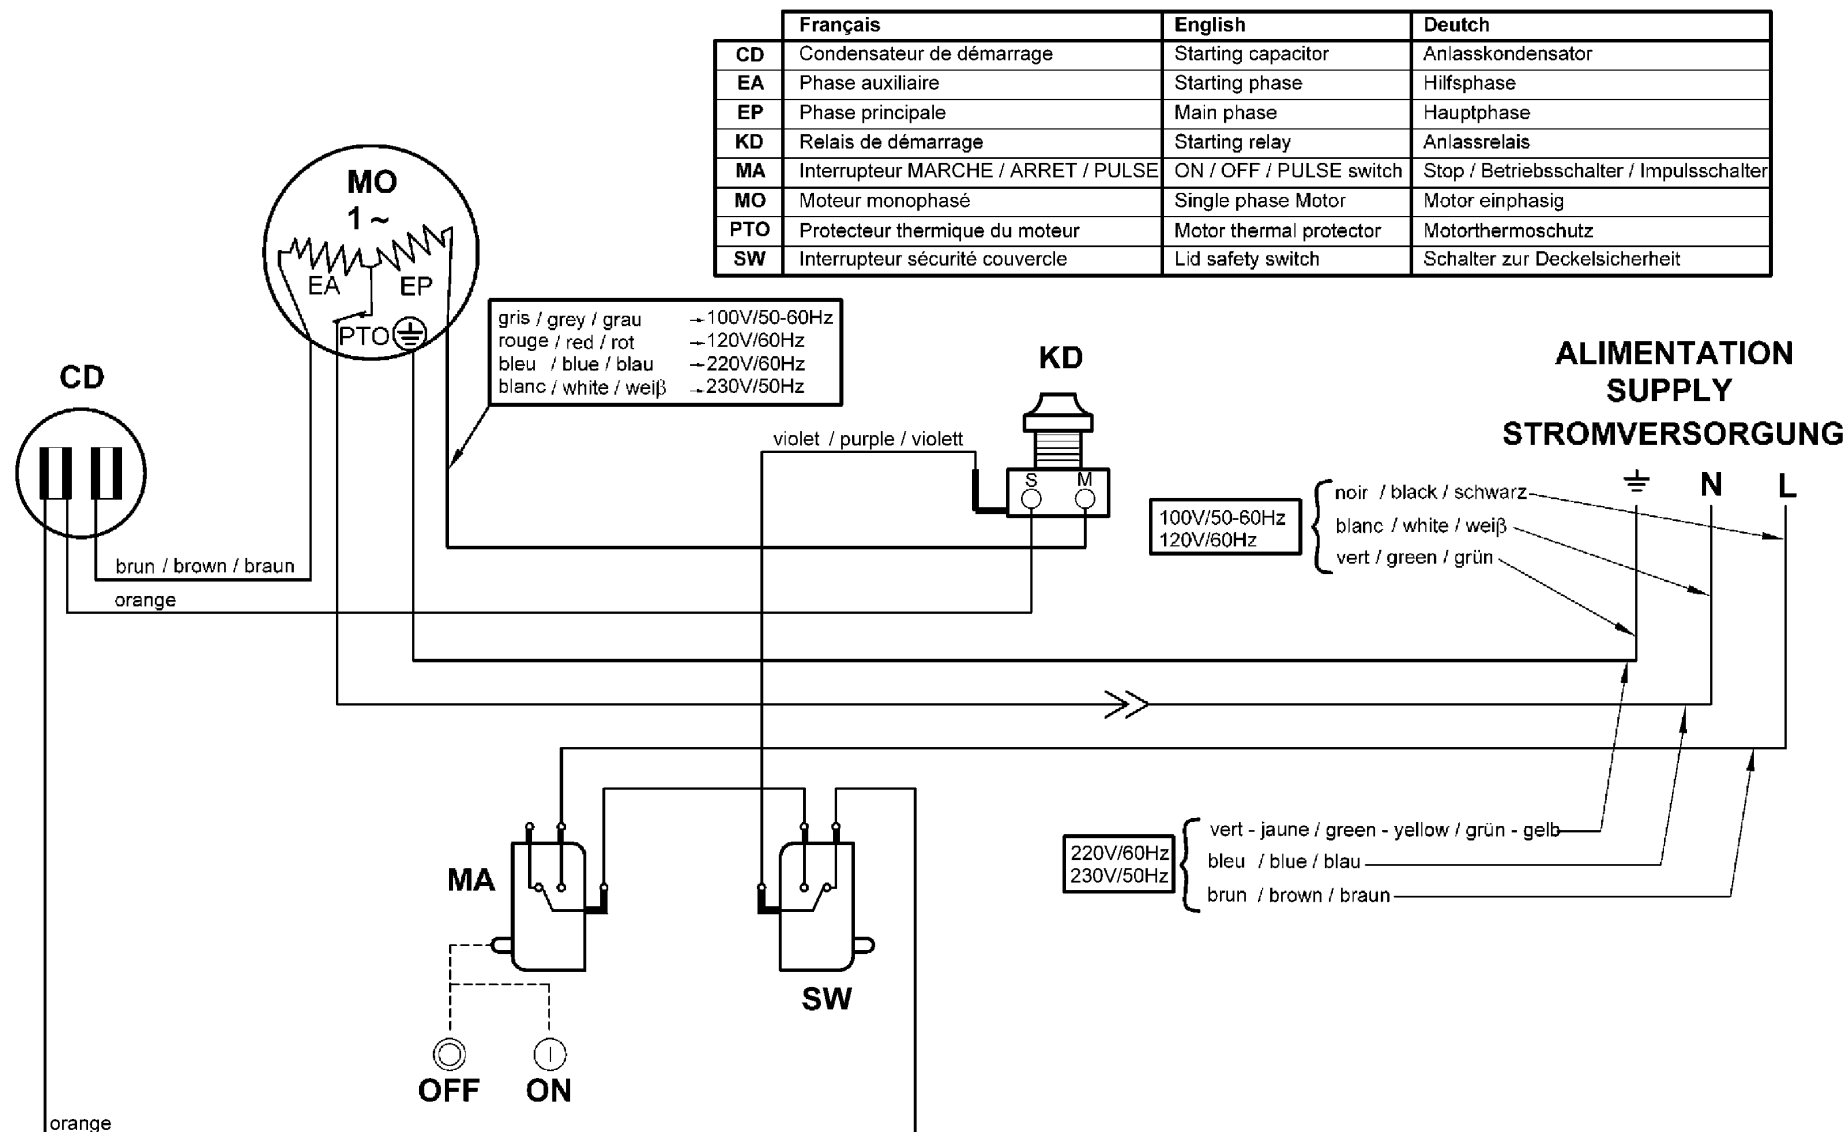 Français English Deutch
CD Condensateur de démarrage Starting capacitor Anlasskondensator
EA Phase auxiliaire Starting phase Hilfsphase
EP Phase principale Main phase Hauptphase
KD Relais de démarrage Starting relay Anlassrelais
MA Interrupteur MARCHE / ARRET / PULSE ON / OFF / PULSE switch Stop / Betriebsschalter / Impulsschalter
MO Moteur monophasé Single phase Motor Motor einphasig
PTO Protecteur thermique du moteur Motor thermal protector Motorthermoschutz
SW Interrupteur sécurité couvercle Lid safety switch Schalter zur Deckelsicherheit
MO
1 ~
EA EP
PTO
gris / grey / grau →100V/50-60Hz
rouge / red / rot →120V/60Hz
bleu / blue / blau →220V/60Hz
blanc / white / weiβ →230V/50Hz
CD
KD
ALIMENTATION
SUPPLY
STROMVERSORGUNG
violet / purple / violett
S M
N L
100V/50-60Hz
120V/60Hz
noir / black / schwarz
blanc / white / weiβ
vert / green / grün
brun / brown / braun
orange
MA
SW
220V/60Hz
230V/50Hz
vert - jaune / green - yellow / grün - gelb
bleu / blue / blau
brun / brown / braun
OFF ON
orange